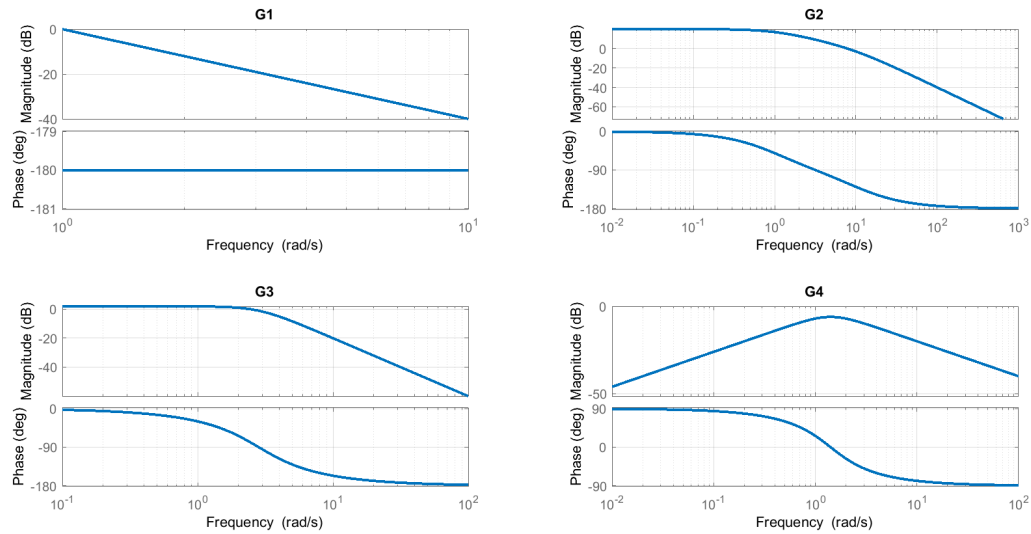 G1
Magnitude (dB)
0
-20
-40
Phase (deg)
-179
-180
-181
10^0
10^1
Frequency (rad/s)
G2
Magnitude (dB)
0
-20
-40
-60
Phase (deg)
0
-90
-180
10^-2
10^-1
10^0
10^1
10^2
10^3
Frequency (rad/s)
G3
Magnitude (dB)
0
-20
-40
Phase (deg)
0
-90
-180
10^-1
10^0
10^1
10^2
Frequency (rad/s)
G4
Magnitude (dB)
0
-50
Phase (deg)
90
0
-90
10^-2
10^-1
10^0
10^1
10^2
Frequency (rad/s)